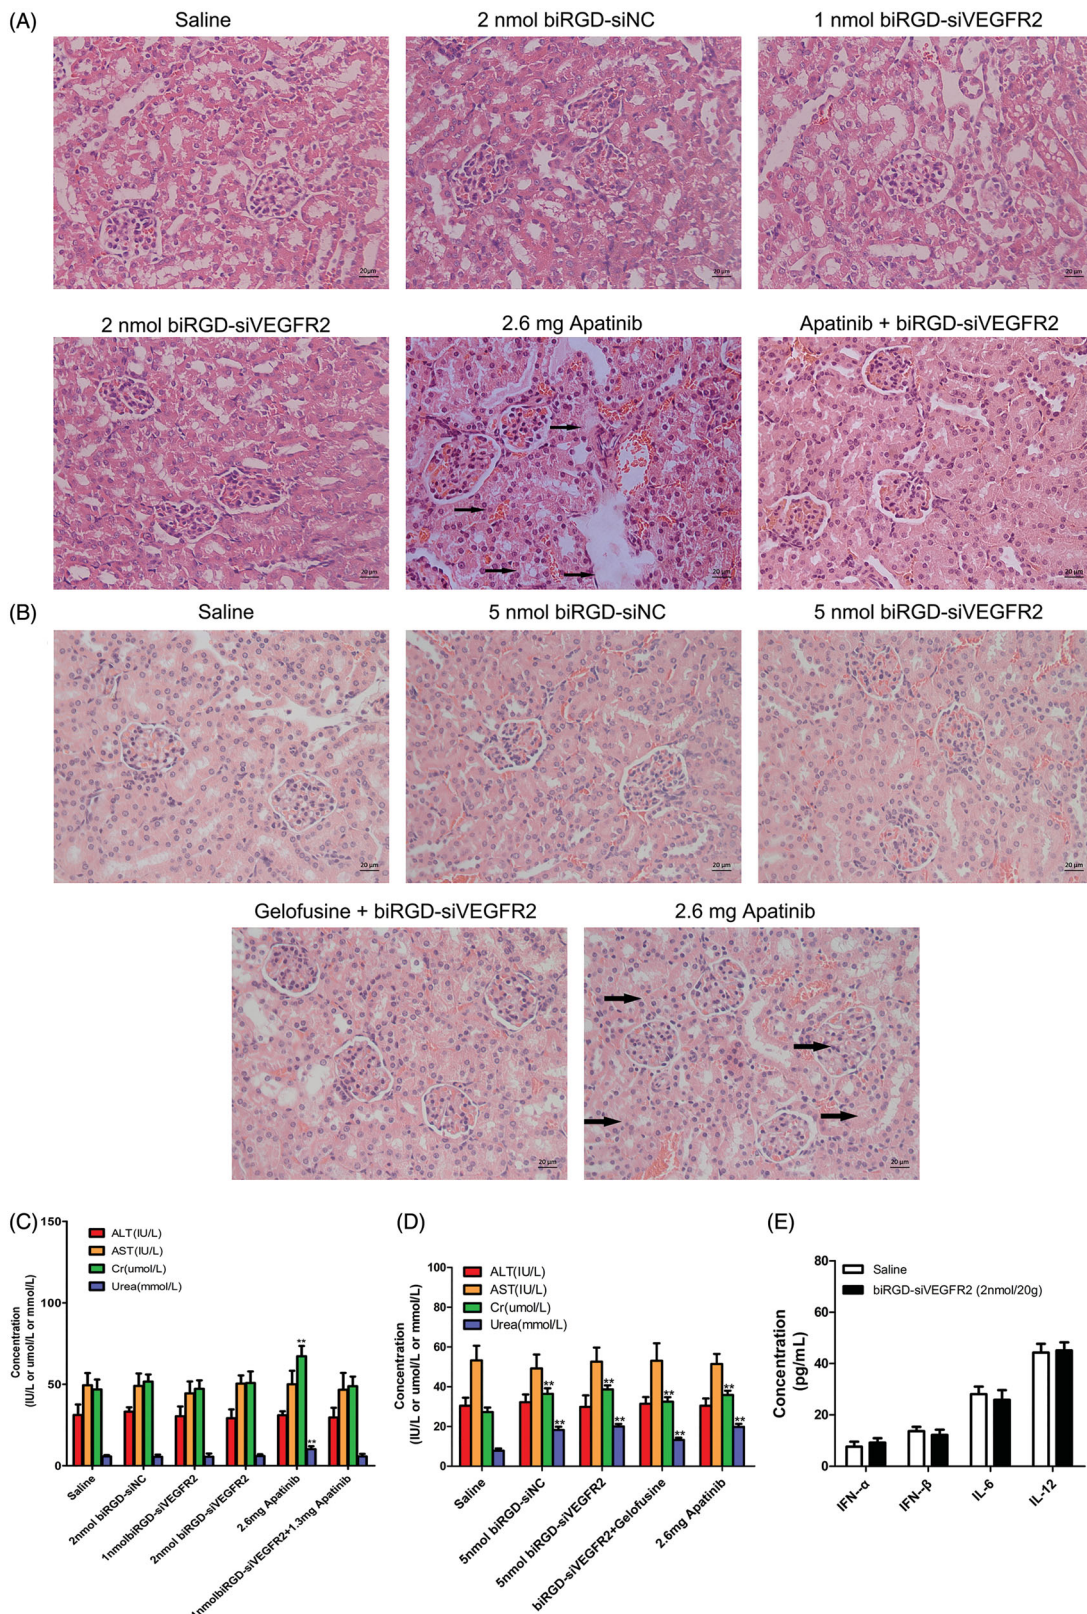 (A)
Saline
2 nmol biRGD-siNC
1 nmol biRGD-siVEGFR2
20 µm
20 µm
20 µm
2 nmol biRGD-siVEGFR2
2.6 mg Apatinib
Apatinib + biRGD-siVEGFR2
20 µm
20 µm
20 µm
(B)
Saline
5 nmol biRGD-siNC
5 nmol biRGD-siVEGFR2
20 µm
20 µm
20 µm
Gelofusine + biRGD-siVEGFR2
2.6 mg Apatinib
20 µm
20 µm
(C)
Concentration
(IU/L or umol/L or mmol/L)
150
100
50
0
ALT(IU/L)
AST(IU/L)
Cr(umol/L)
Urea(mmol/L)
**
**
Saline
2nmol biRGD-siNC
1nmolbiRGD-siVEGFR2
2nmol biRGD-siVEGFR2
2.6mg Apatinib
1nmolbiRGD-siVEGFR2+1.3mg Apatinib
(D)
Concentration
(IU/L or umol/L or mmol/L)
100
80
60
40
20
0
ALT(IU/L)
AST(IU/L)
Cr(umol/L)
Urea(mmol/L)
**
**
**
**
**
**
**
**
Saline
5nmol biRGD-siNC
5nmol biRGD-siVEGFR2
biRGD-siVEGFR2+Gelofusine
2.6mg Apatinib
(E)
Concentration
(pg/mL)
80
60
40
20
0
Saline
biRGD-siVEGFR2 (2nmol/20g)
IFN-α
IFN-β
IL-6
IL-12